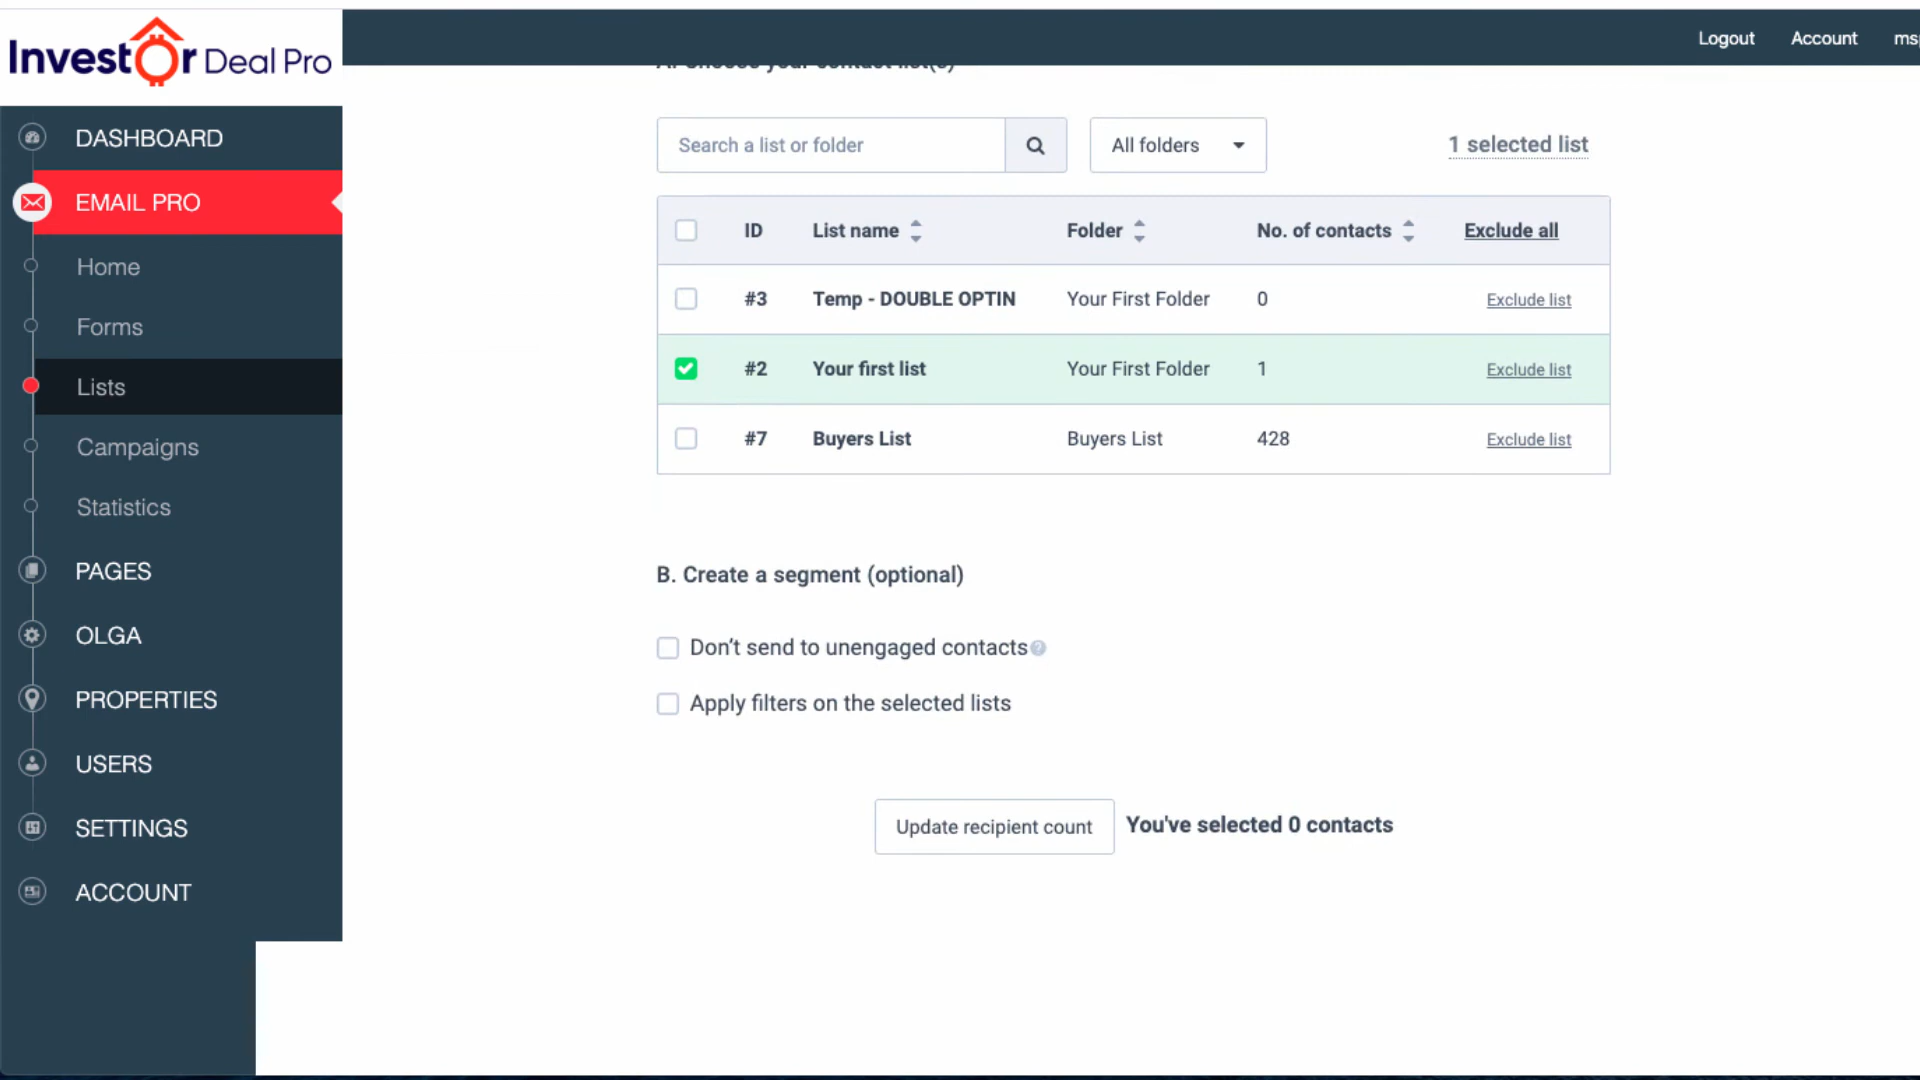 InvestOr Deal Pro
Logout Account
A. Choose your contact list(s)
DASHBOARD
EMAIL PRO
Home
Forms
Lists
Campaigns
Statistics
PAGES
OLGA
PROPERTIES
USERS
SETTINGS
ACCOUNT
Search a list or folder
All folders
1 selected list
ID List name Folder No. of contacts Exclude all
#3 Temp - DOUBLE OPTIN Your First Folder 0 Exclude list
#2 Your first list Your First Folder 1 Exclude list
#7 Buyers List Buyers List 428 Exclude list
B. Create a segment (optional)
Don’t send to unengaged contacts
Apply filters on the selected lists
Update recipient count You've selected 0 contacts